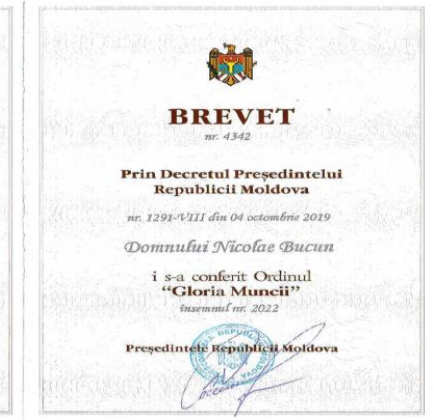 BREVET
nr. 4342
Prin Decretul Președintelui
Republicii Moldova
nr. 1291-VIII din 04 octombrie 2019
Domnului Nicolae Bucun
i s-a conferit Ordinul
“Gloria Muncii”
însemnul nr. 2022
Președintele Republicii Moldova